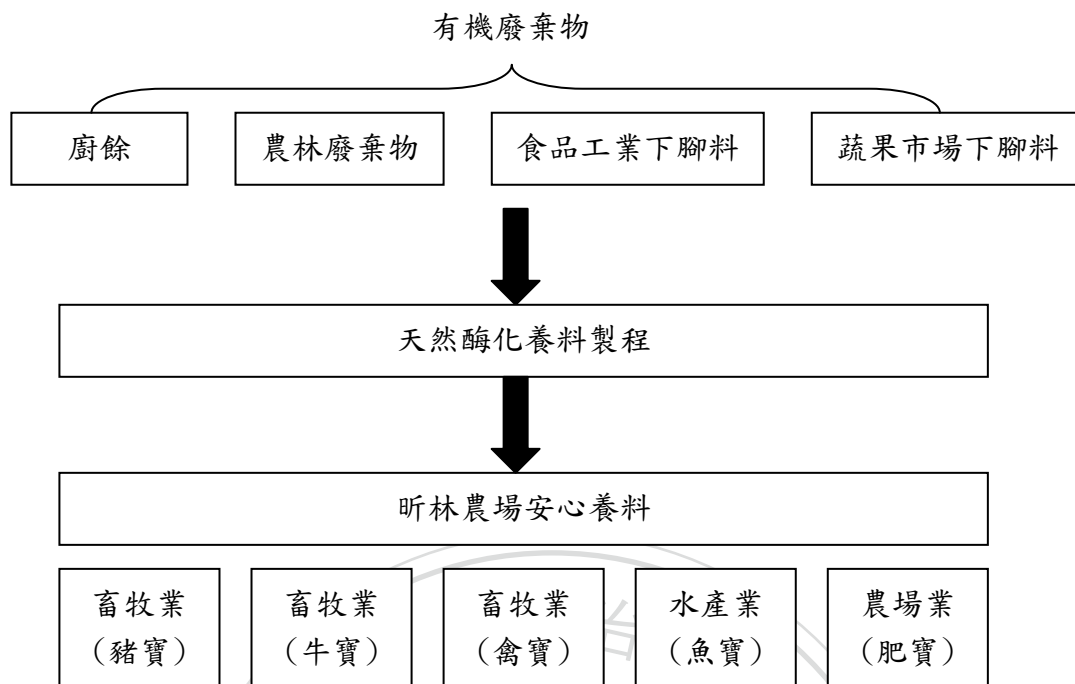 有機廢棄物
廚餘
農林廢棄物
食品工業下腳料
蔬果市場下腳料
天然酶化養料製程
昕林農場安心養料
畜牧業
（豬寶）
畜牧業
（牛寶）
畜牧業
（禽寶）
水產業
（魚寶）
農場業
（肥寶）